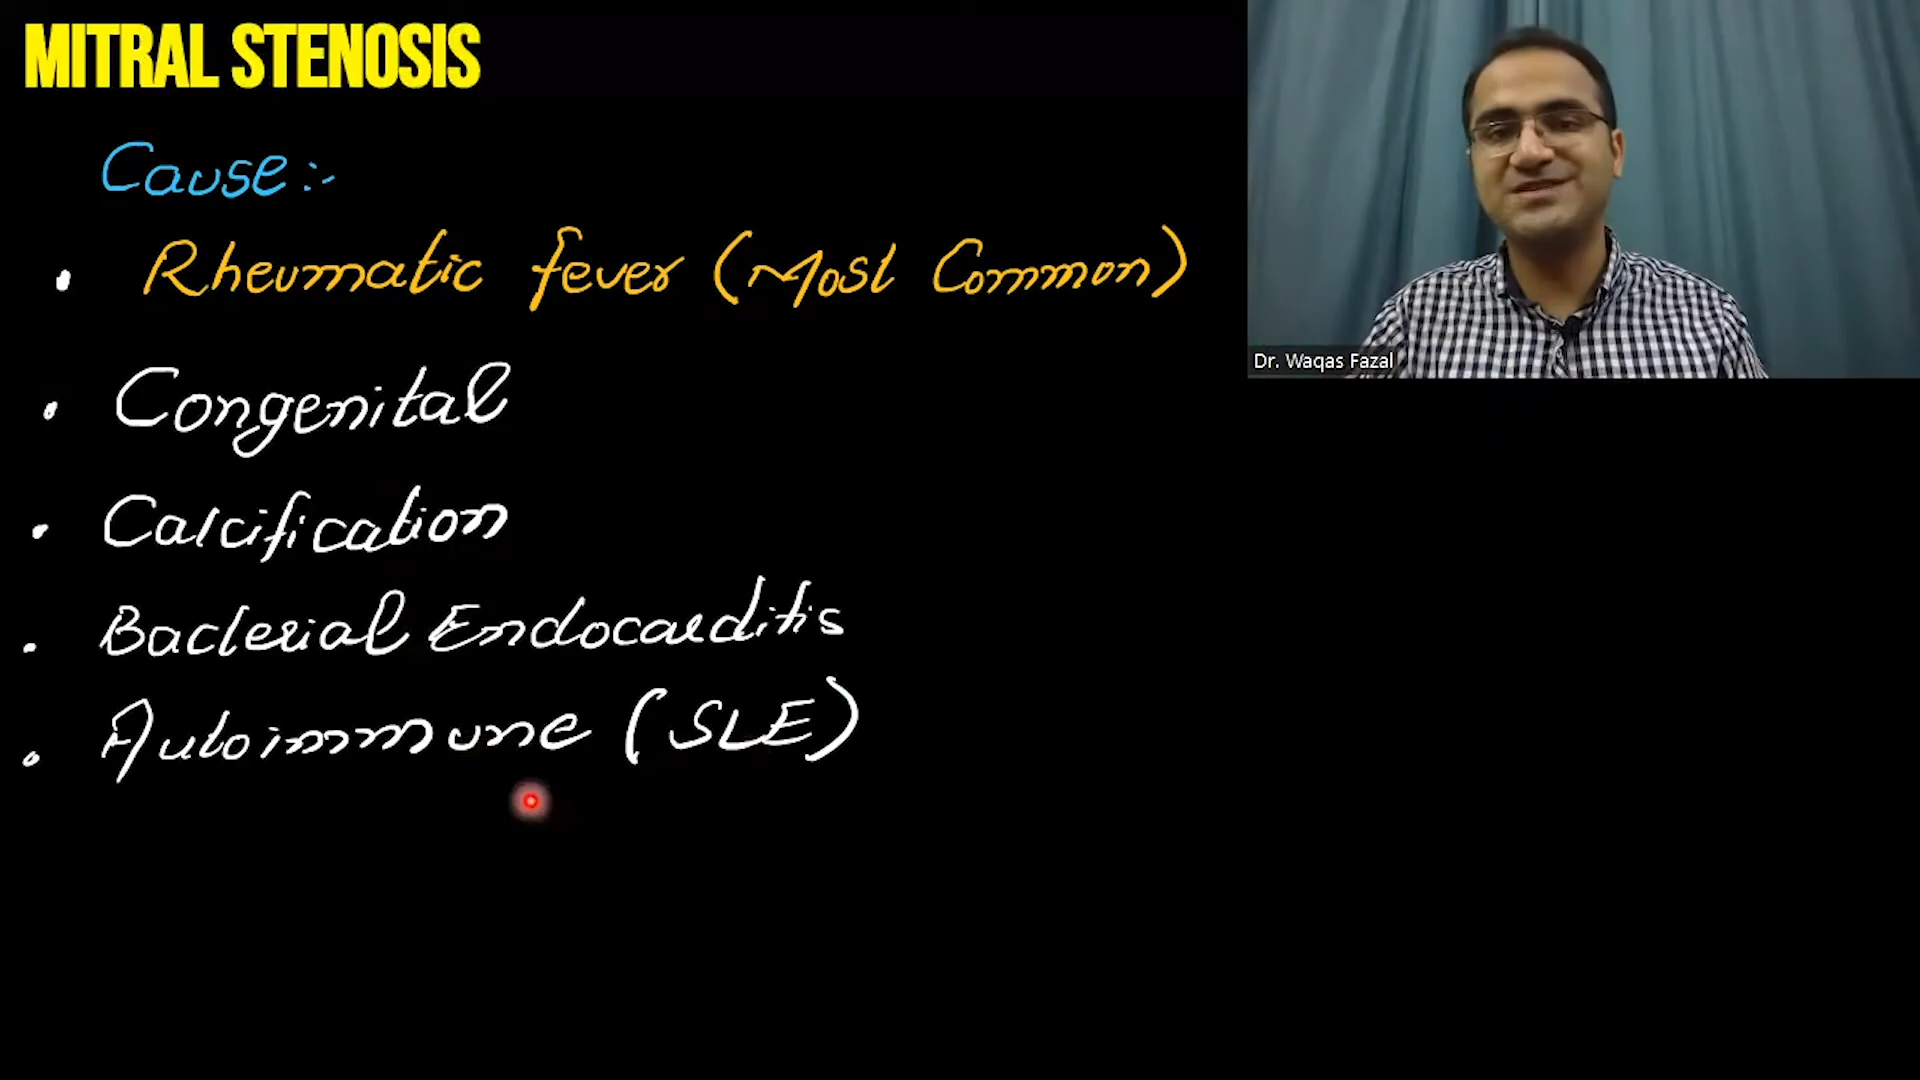 MITRAL STENOSIS
Cause:-
• Rheumatic fever (Most Common)
• Congenital
• Calcification
• Bacterial Endocarditis
• Autoimmune (SLE)
Dr. Waqas Fazal